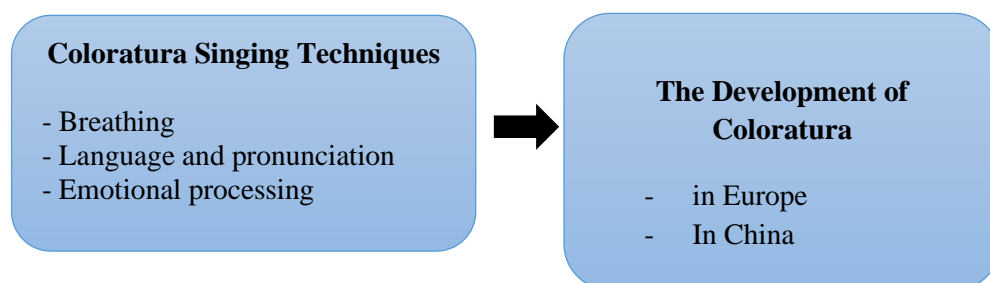 Coloratura Singing Techniques
- Breathing
- Language and pronunciation
- Emotional processing
The Development of
Coloratura
- in Europe
- In China